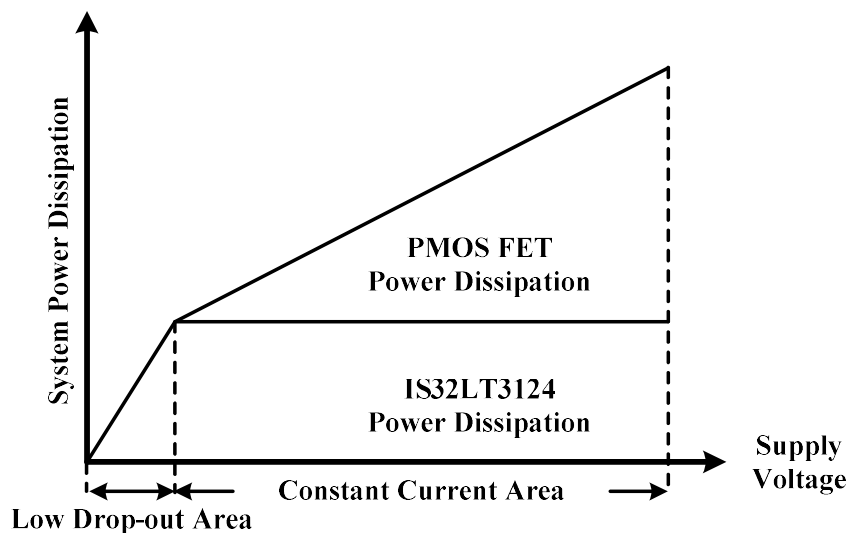 System Power Dissipation
PMOS FET
Power Dissipation
IS32LT3124
Power Dissipation
Supply
Voltage
Constant Current Area
Low Drop-out Area